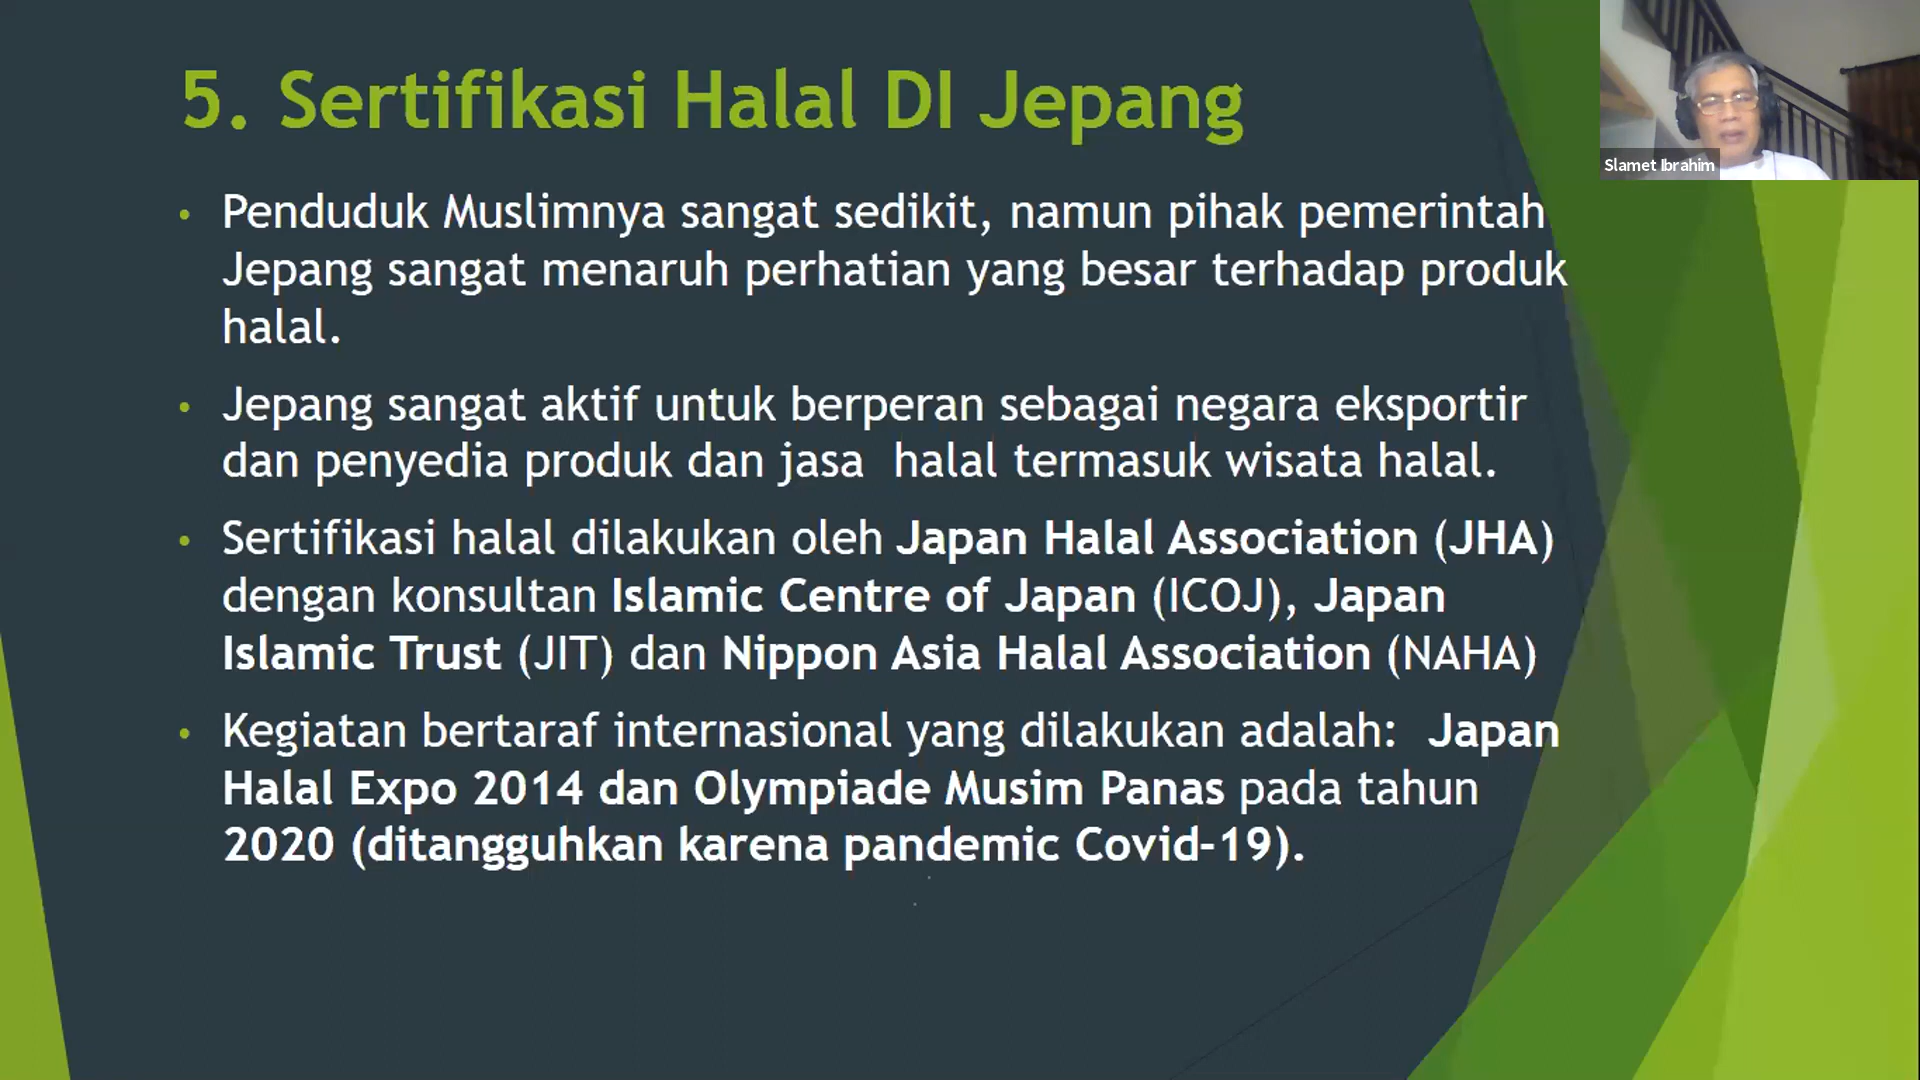 5. Sertifikasi Halal DI Jepang
Slamet Ibrahim
• Penduduk Muslimnya sangat sedikit, namun pihak pemerintah
Jepang sangat menaruh perhatian yang besar terhadap produk
halal.
• Jepang sangat aktif untuk berperan sebagai negara eksportir
dan penyedia produk dan jasa  halal termasuk wisata halal.
• Sertifikasi halal dilakukan oleh Japan Halal Association (JHA)
dengan konsultan Islamic Centre of Japan (ICOJ), Japan
Islamic Trust (JIT) dan Nippon Asia Halal Association (NAHA)
• Kegiatan bertaraf internasional yang dilakukan adalah:  Japan
Halal Expo 2014 dan Olympiade Musim Panas pada tahun
2020 (ditangguhkan karena pandemic Covid-19).